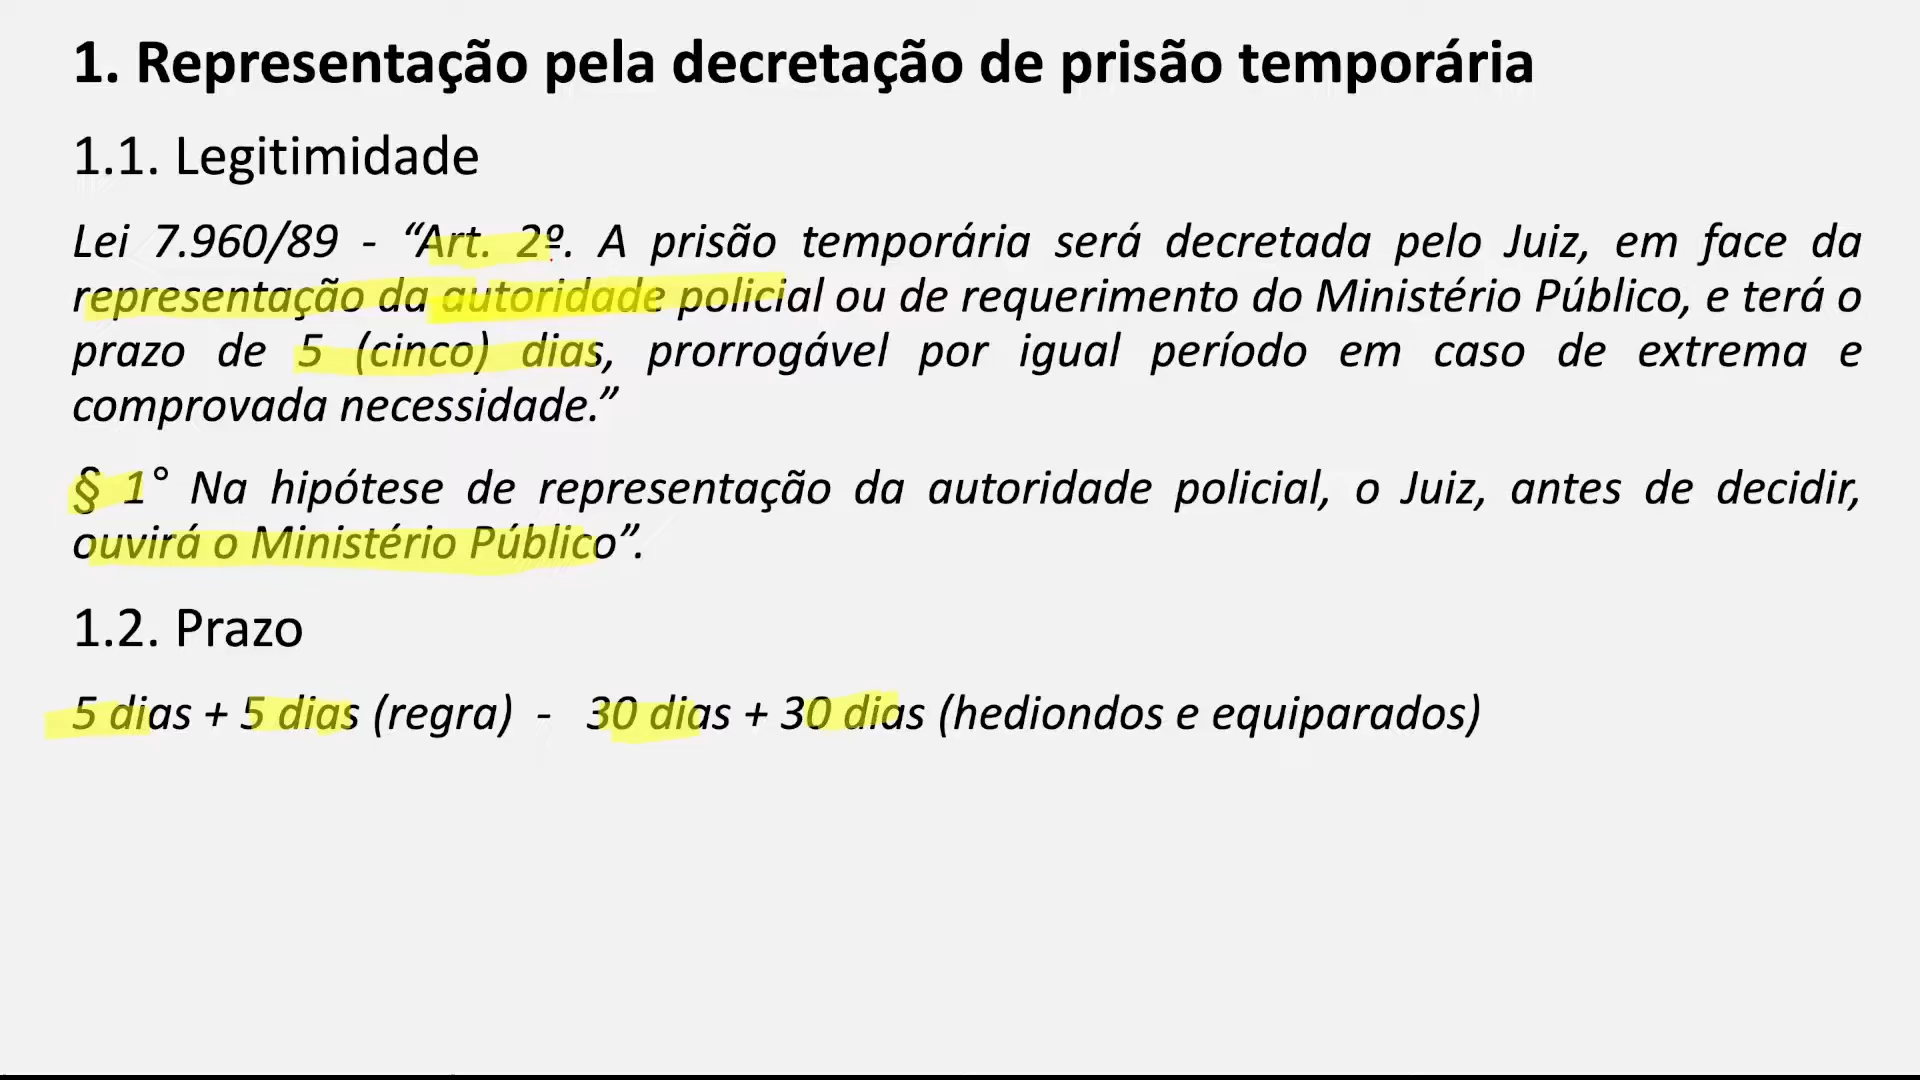 1. Representação pela decretação de prisão temporária
1.1. Legitimidade
Lei 7.960/89 - “Art. 2º. A prisão temporária será decretada pelo Juiz, em face da
representação da autoridade policial ou de requerimento do Ministério Público, e terá o
prazo de 5 (cinco) dias, prorrogável por igual período em caso de extrema e
comprovada necessidade.”
§ 1° Na hipótese de representação da autoridade policial, o Juiz, antes de decidir,
ouvirá o Ministério Público”.
1.2. Prazo
5 dias + 5 dias (regra) - 30 dias + 30 dias (hediondos e equiparados)